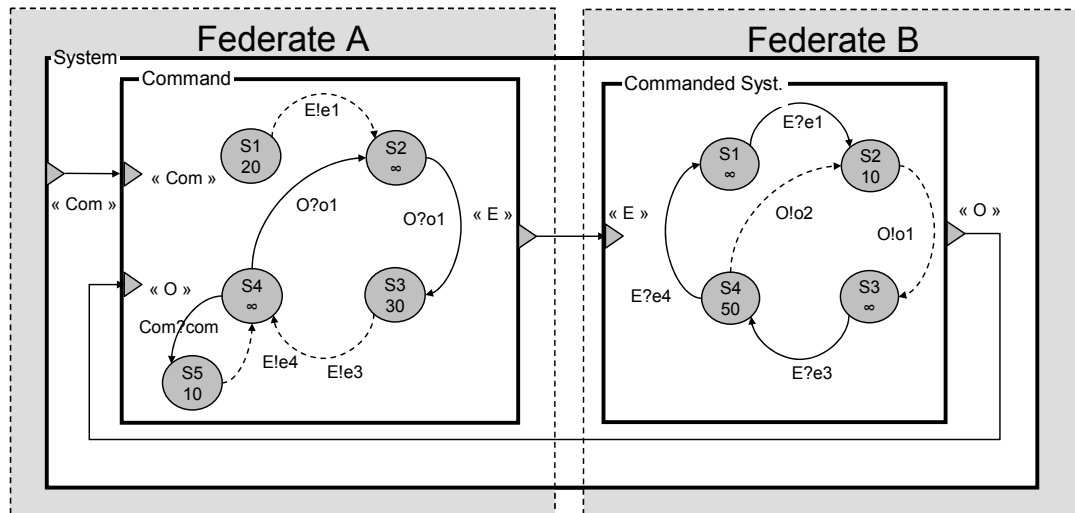 Federate A
Federate B
System
Command
Commanded Syst.
E!e1
E?e1
S1
20
S2
∞
S1
∞
S2
10
« Com »
« Com »
O?o1
O?o1
« E »
« E »
O!o2
O!o1
« O »
« O »
S4
∞
S3
30
S4
50
S3
∞
E?e4
Com?com
E!e4
E!e3
E?e3
S5
10